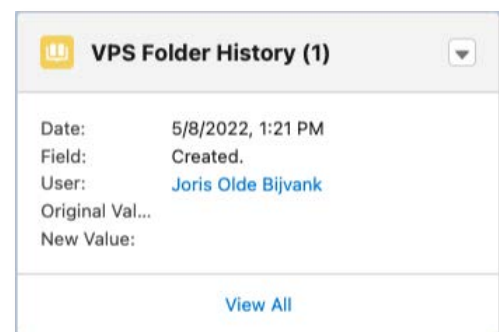 VPS Folder History (1)
Date: 5/8/2022, 1:21 PM
Field: Created.
User: Joris Olde Bijvank
Original Val...
New Value:
View All